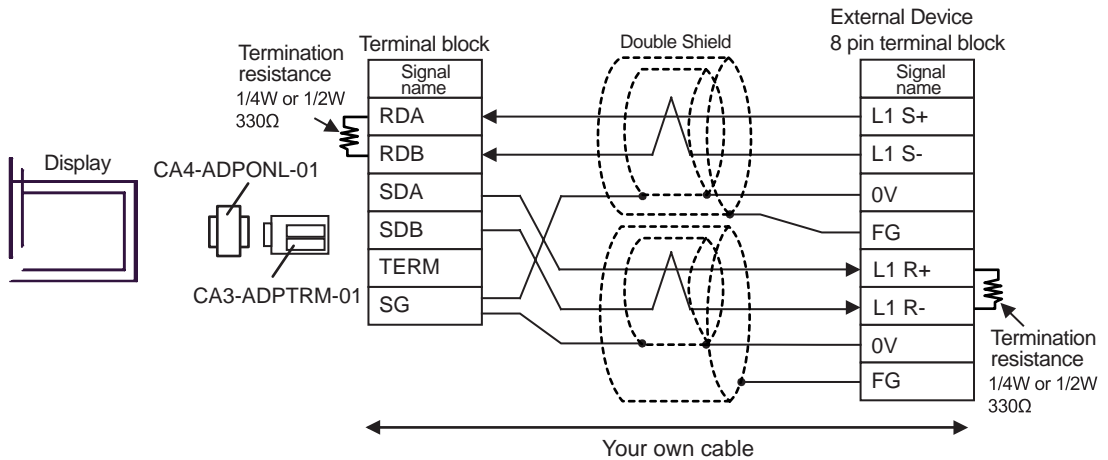 External Device
8 pin terminal block
Double Shield
Terminal block
Termination
resistance
1/4W or 1/2W
330Ω
Signal
name
RDA
RDB
SDA
SDB
TERM
SG
Signal
name
L1 S+
L1 S-
0V
FG
L1 R+
L1 R-
0V
FG
Display
CA4-ADPONL-01
CA3-ADPTRM-01
Termination
resistance
1/4W or 1/2W
330Ω
Your own cable